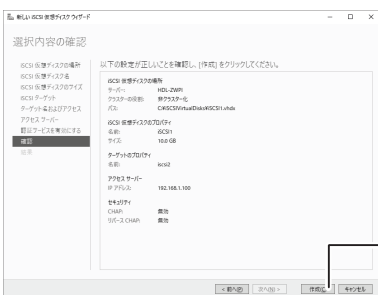 新しい iSCSI 仮想ディスク ウィザード
選択内容の確認
iSCSI 仮想ディスクの場所
iSCSI 仮想ディスク名
iSCSI 仮想ディスクのサイズ
iSCSI ターゲット
ターゲット名およびアクセス
アクセス サーバー
認証サービスを有効にする
確認
結果
以下の設定が正しいことを確認し、[作成] をクリックしてください。
iSCSI 仮想ディスクの場所
サーバー: HDL-ZWPI
クラスターの役割: 非クラスター化
パス: C:¥iSCSIVirtualDisks¥iSCSI1.vhdx
iSCSI 仮想ディスクのプロパティ
名前: iSCSI1
サイズ: 10.0 GB
ターゲットのプロパティ
名前: iscsi2
アクセス サーバー
IP アドレス: 192.168.1.100
セキュリティ
CHAP: 無効
リバース CHAP: 無効
< 前へ(P) 次へ(N) > 作成(C) キャンセル